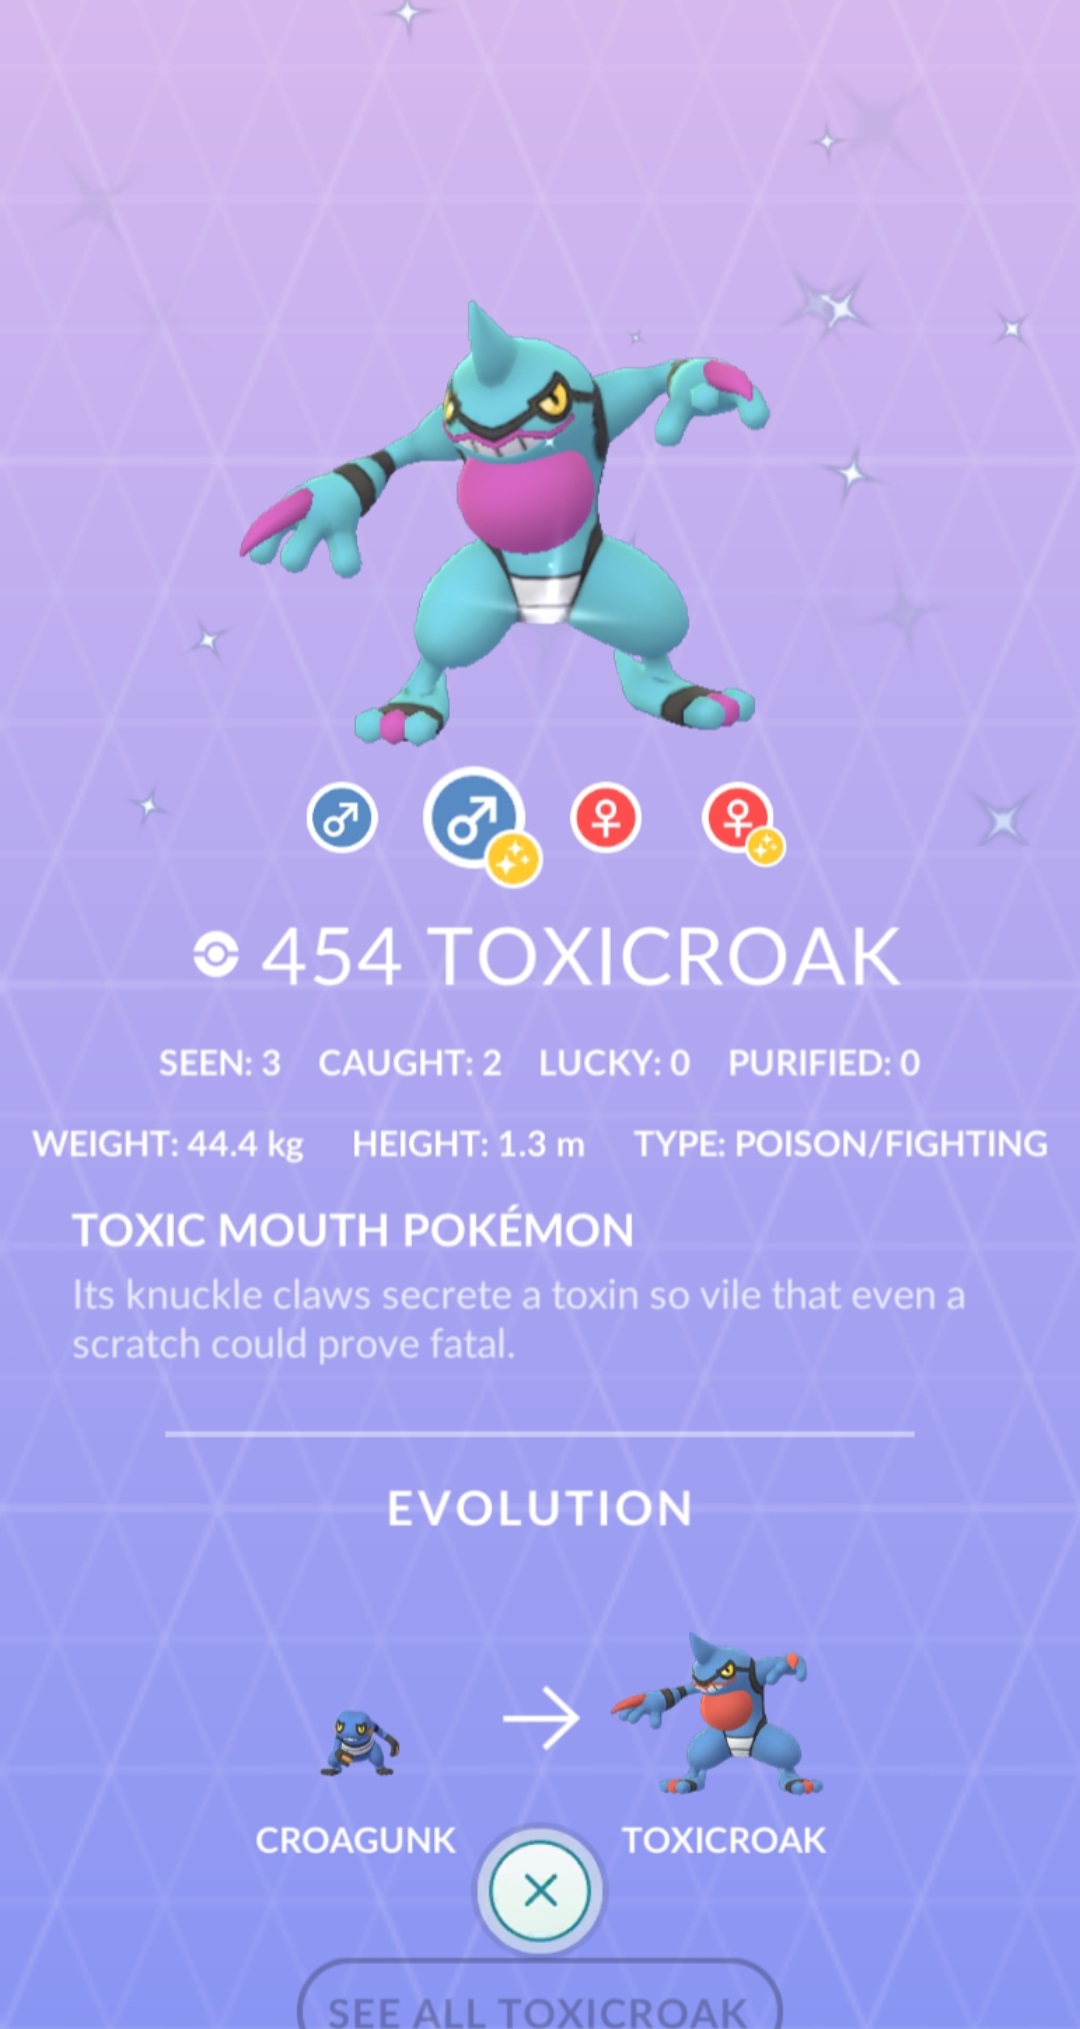 454 TOXICROAK
SEEN: 3 CAUGHT: 2 LUCKY: 0 PURIFIED: 0
WEIGHT: 44.4 kg HEIGHT: 1.3 m TYPE: POISON/FIGHTING
TOXIC MOUTH POKÉMON
Its knuckle claws secrete a toxin so vile that even a
scratch could prove fatal.
EVOLUTION
CROAGUNK TOXICROAK
SEE ALL TOXICROAK